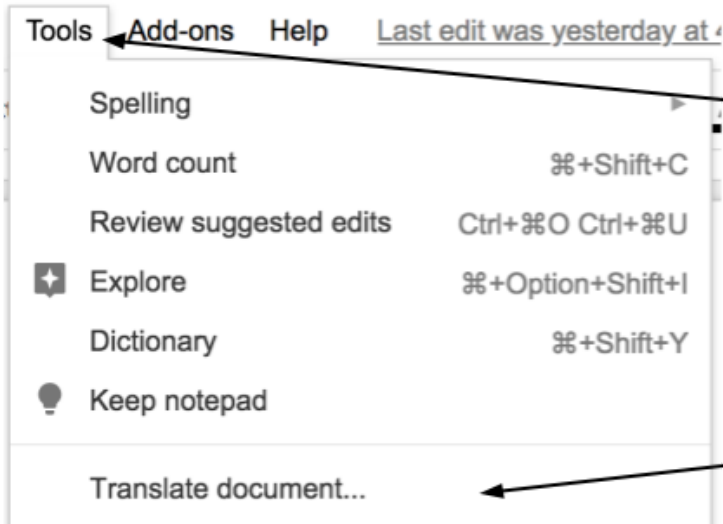 Tools Add-ons Help Last edit was yesterday at
Spelling
Word count ⌘+Shift+C
Review suggested edits Ctrl+⌘O Ctrl+⌘U
Explore ⌘+Option+Shift+I
Dictionary ⌘+Shift+Y
Keep notepad
Translate document...